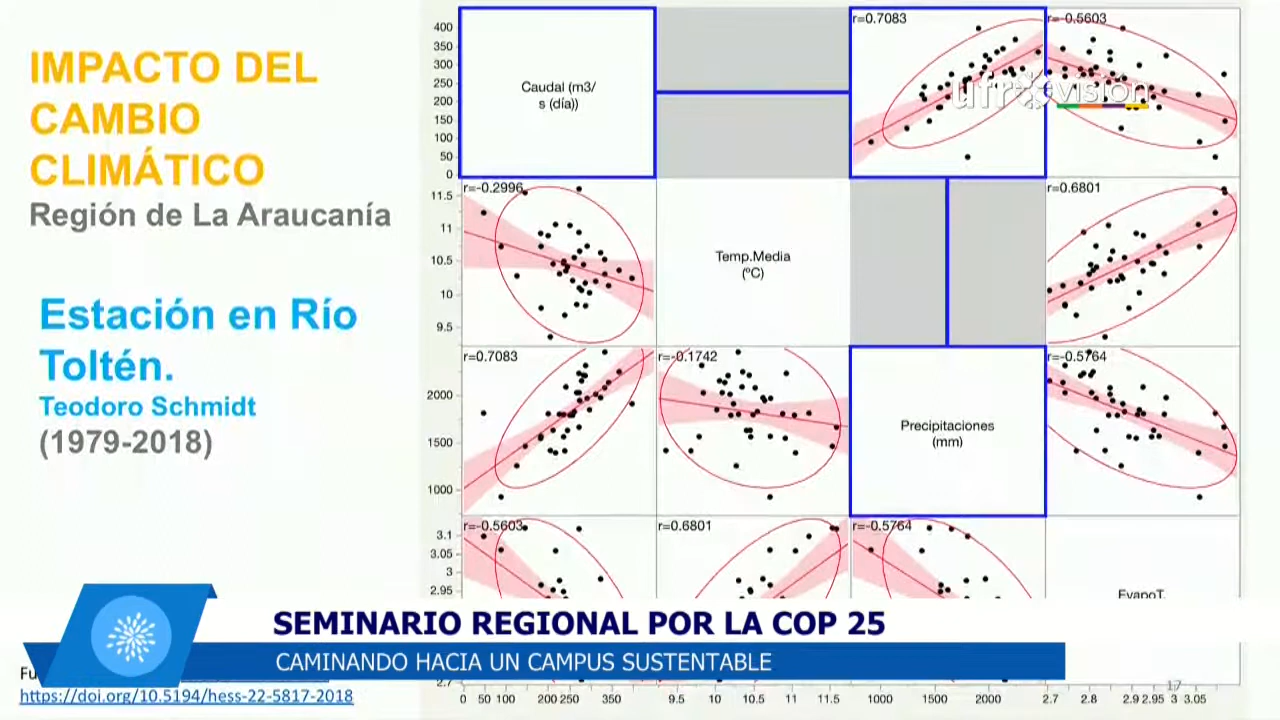 IMPACTO DEL
CAMBIO
CLIMÁTICO
Región de La Araucanía
Estación en Río
Toltén.
Teodoro Schmidt
(1979-2018)
400
350
300
250
200
150
100
50
0
Caudal (m3/
s (día))
r=0.7083
r=-0.5603
ufro visión
11.5
11
10.5
10
9.5
r=-0.2996
Temp.Media
(ºC)
r=0.6801
2000
1500
1000
r=0.7083
r=-0.1742
Precipitaciones
(mm)
r=-0.5764
3.1
3.05
3
2.95
r=-0.5603
r=0.6801
r=-0.5764
EvapoT.
SEMINARIO REGIONAL POR LA COP 25
CAMINANDO HACIA UN CAMPUS SUSTENTABLE
https://doi.org/10.5194/hess-22-5817-2018
2.7
0 50 100 200 250 350
9.5 10 10.5 11 11.5
1000 1500 2000
2.7 2.8 2.9 2.95 3 3.05
17